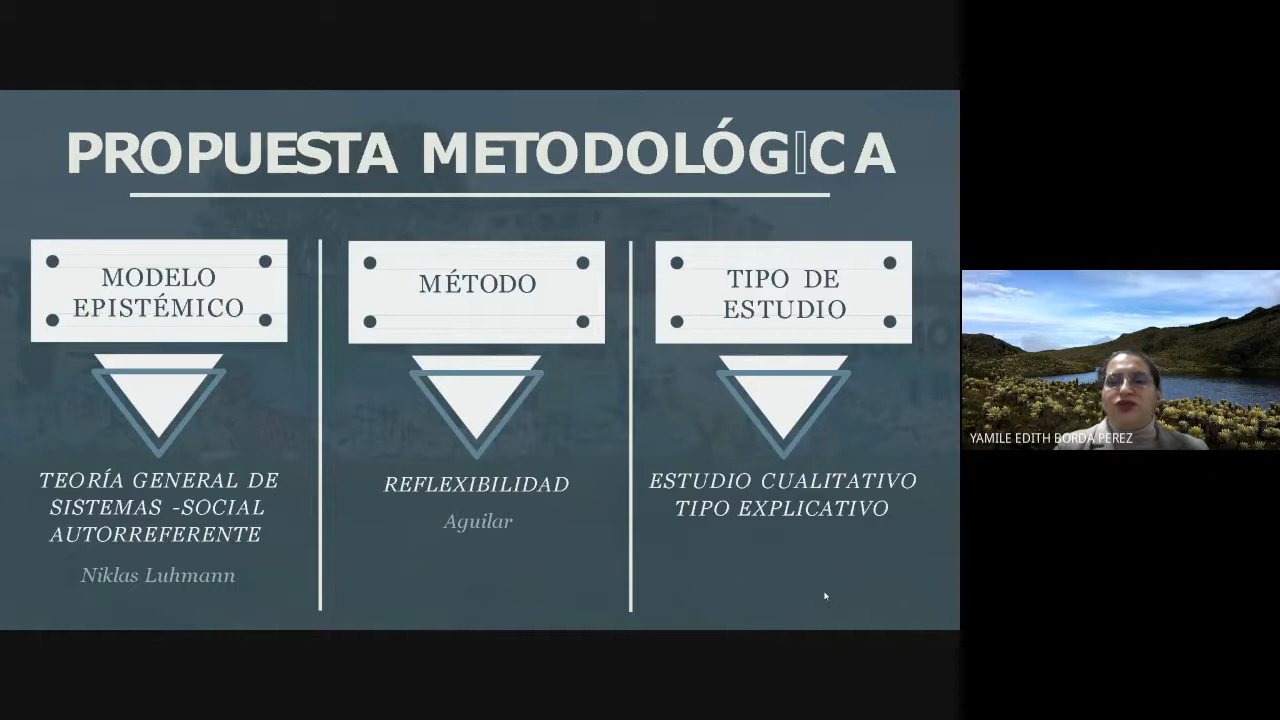 PROPUESTA METODOLÓGICA
MODELO
EPISTÉMICO
TEORÍA GENERAL DE
SISTEMAS -SOCIAL
AUTORREFERENTE
Niklas Luhmann
MÉTODO
REFLEXIBILIDAD
Aguilar
TIPO DE
ESTUDIO
ESTUDIO CUALITATIVO
TIPO EXPLICATIVO
YAMILE EDITH BORDA PEREZ